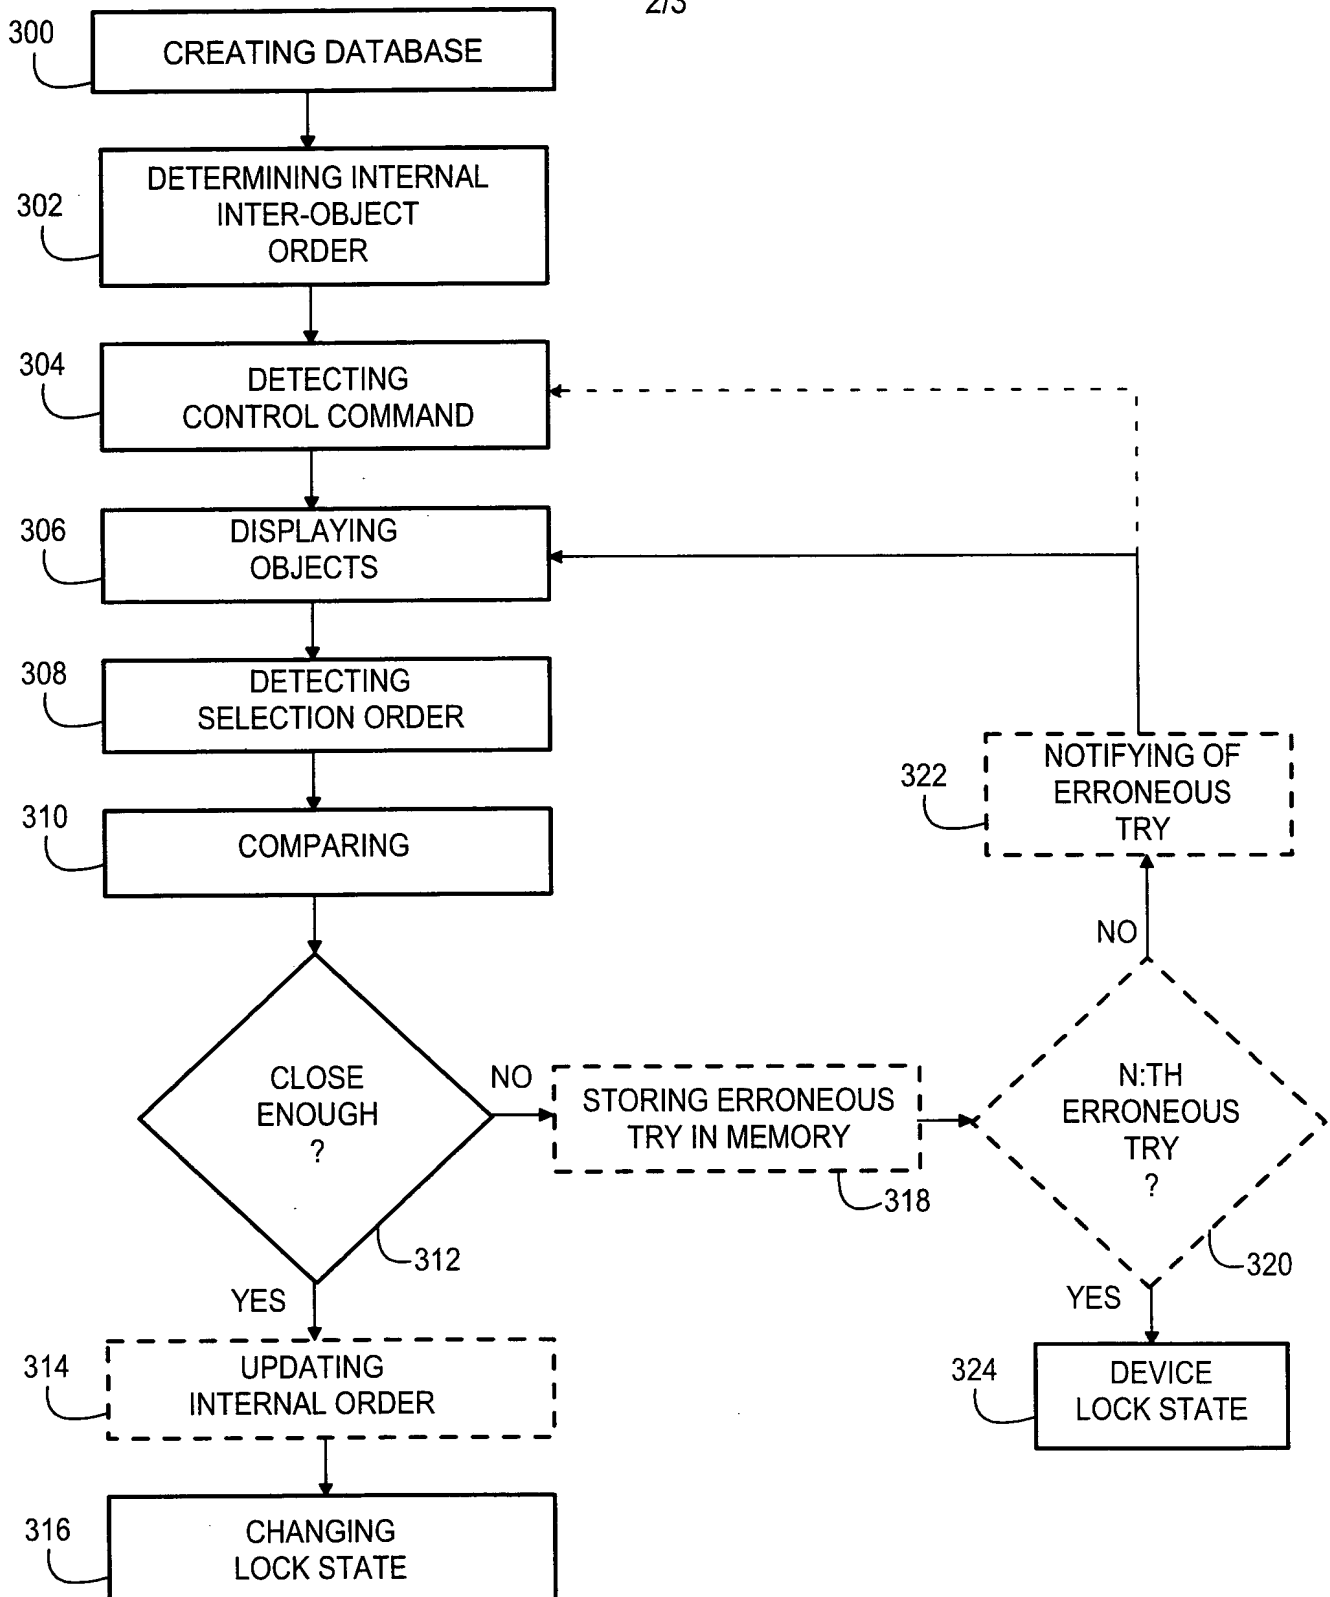 2/3
300
CREATING DATABASE
302
DETERMINING INTERNAL
INTER-OBJECT
ORDER
304
DETECTING
CONTROL COMMAND
306
DISPLAYING
OBJECTS
308
DETECTING
SELECTION ORDER
310
COMPARING
322
NOTIFYING OF
ERRONEOUS
TRY
NO
CLOSE
ENOUGH
?
312
NO
STORING ERRONEOUS
TRY IN MEMORY
318
N:TH
ERRONEOUS
TRY
?
320
YES
YES
314
UPDATING
INTERNAL ORDER
324
DEVICE
LOCK STATE
316
CHANGING
LOCK STATE